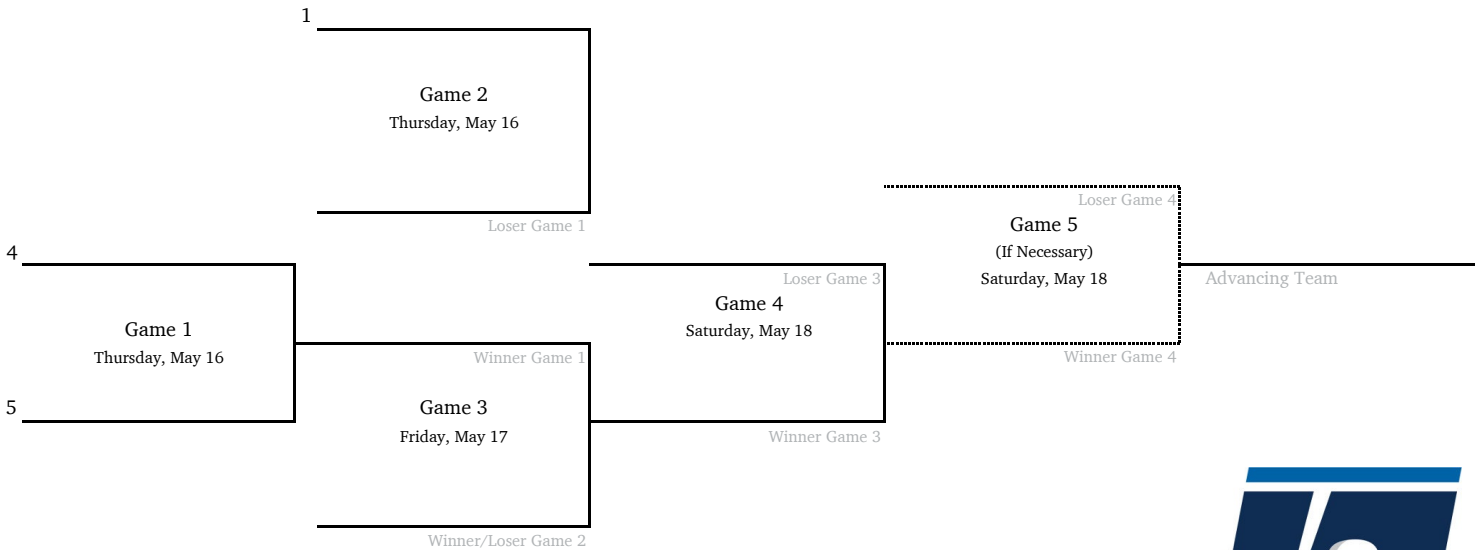 1
Game 2
Thursday, May 16
Loser Game 1
4
Game 1
Thursday, May 16
5
Winner Game 1
Game 3
Friday, May 17
Winner/Loser Game 2
Loser Game 3
Game 4
Saturday, May 18
Winner Game 3
Loser Game 4
Game 5
(If Necessary)
Saturday, May 18
Winner Game 4
Advancing Team